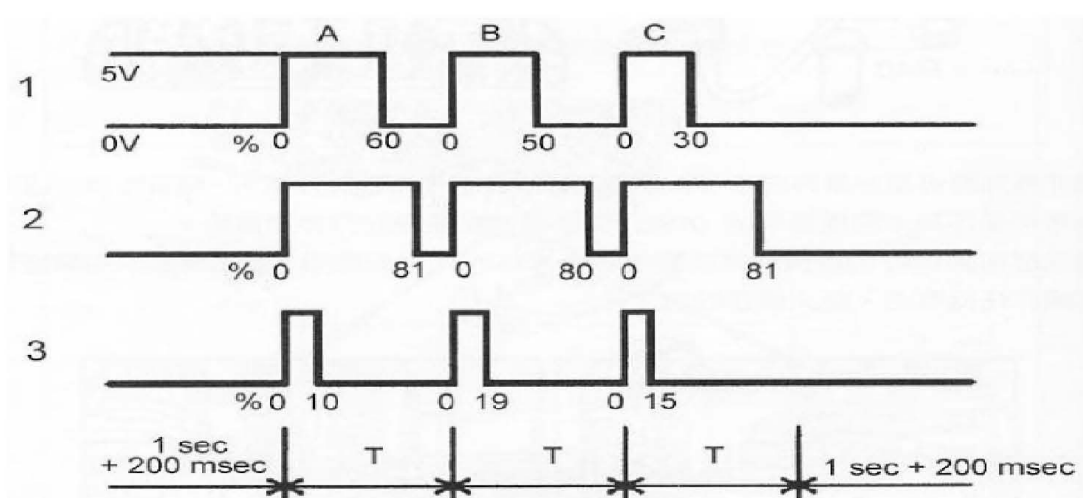 A B C
1
5V
0V % 0 60 0 50 0 30
2
% 0 81 0 80 0 81
3
% 0 10 0 19 0 15
1 sec
+ 200 msec T T T 1 sec + 200 msec